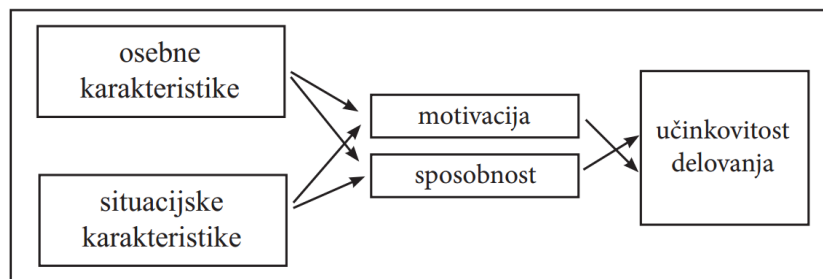 osebne
karakteristike
motivacija
sposobnost
učinkovitost
delovanja
situacijske
karakteristike